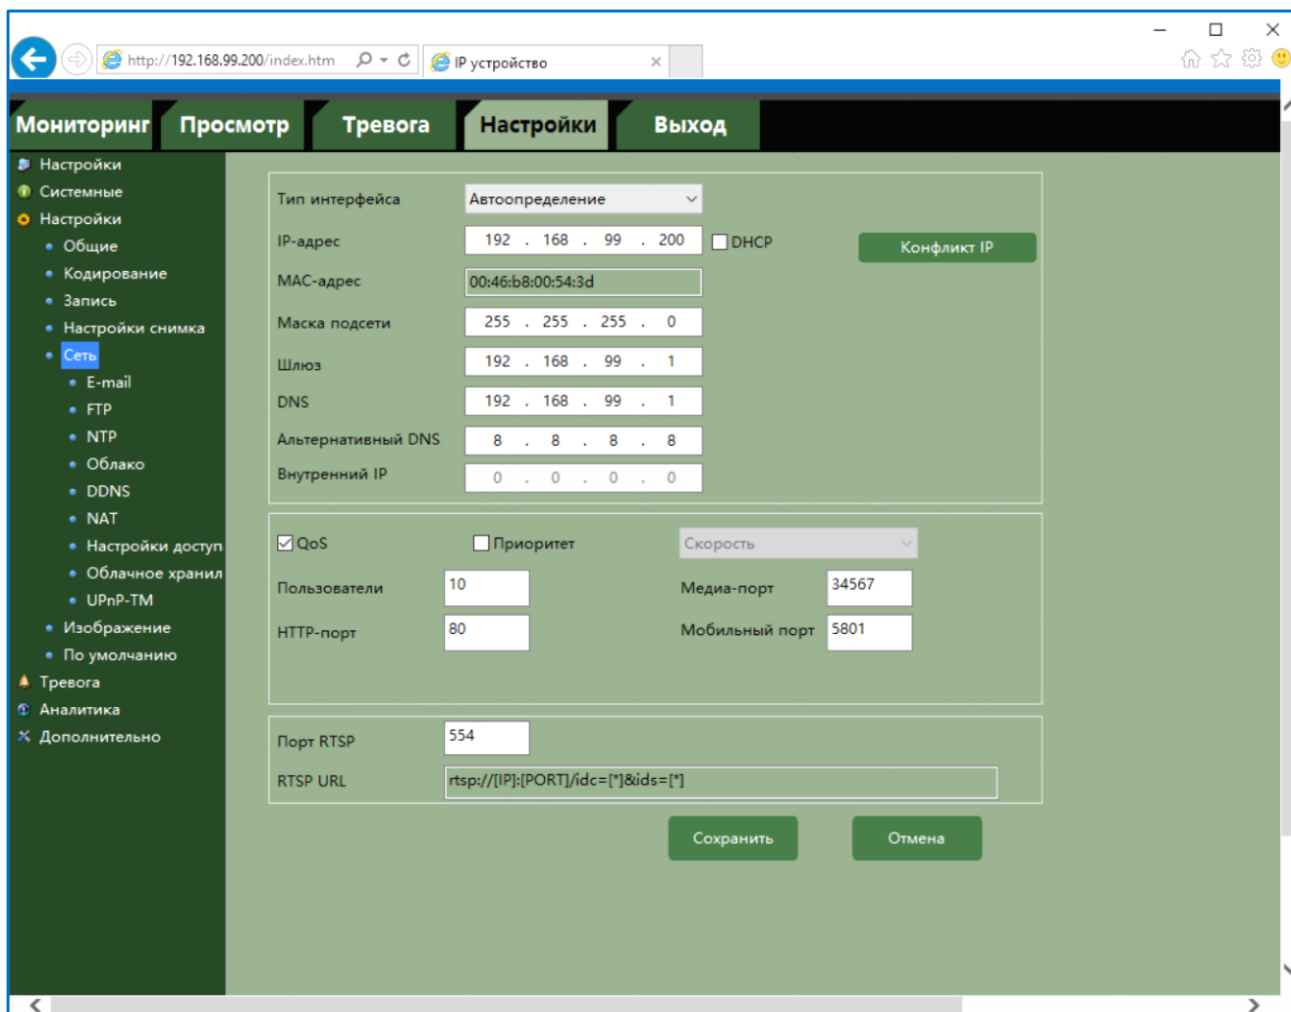 http://192.168.99.200/index.htm
IP устройство
Мониторинг Просмотр Тревога Настройки Выход
Настройки
Системные
Настройки
Общие
Кодирование
Запись
Настройки снимка
Сеть
E-mail
FTP
NTP
Облако
DDNS
NAT
Настройки доступ
Облачное хранил
UPnP-TM
Изображение
По умолчанию
Тревога
Аналитика
Дополнительно
Тип интерфейса Автоопределение
IP-адрес 192 . 168 . 99 . 200 DHCP Конфликт IP
MAC-адрес 00:46:b8:00:54:3d
Маска подсети 255 . 255 . 255 . 0
Шлюз 192 . 168 . 99 . 1
DNS 192 . 168 . 99 . 1
Альтернативный DNS 8 . 8 . 8 . 8
Внутренний IP 0 . 0 . 0 . 0
QoS Приоритет Скорость
Пользователи 10 Медиа-порт 34567
HTTP-порт 80 Мобильный порт 5801
Порт RTSP 554
RTSP URL rtsp://[IP]:[PORT]/idc=[*]&ids=[*]
Сохранить Отмена